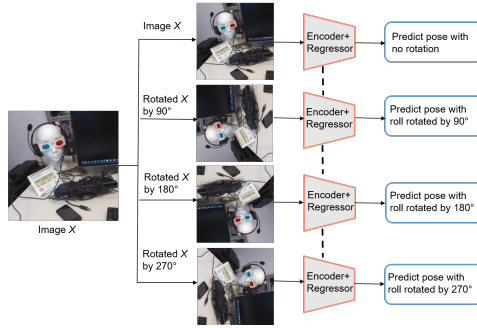 Image X
Encoder+
Regressor
Predict pose with
no rotation
Rotated X
by 90°
Encoder+
Regressor
Predict pose with
roll rotated by 90°
Rotated X
by 180°
Encoder+
Regressor
Predict pose with
roll rotated by 180°
Image X
Rotated X
by 270°
Encoder+
Regressor
Predict pose with
roll rotated by 270°